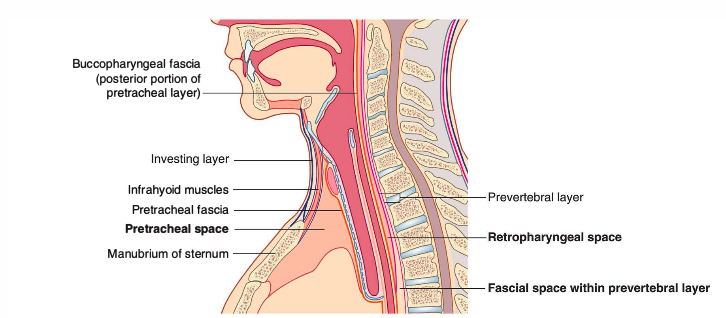 Buccopharyngeal fascia
(posterior portion of
pretracheal layer)
Investing layer
Infrahyoid muscles
Pretracheal fascia
Pretracheal space
Manubrium of sternum
Prevertebral layer
Retropharyngeal space
Fascial space within prevertebral layer